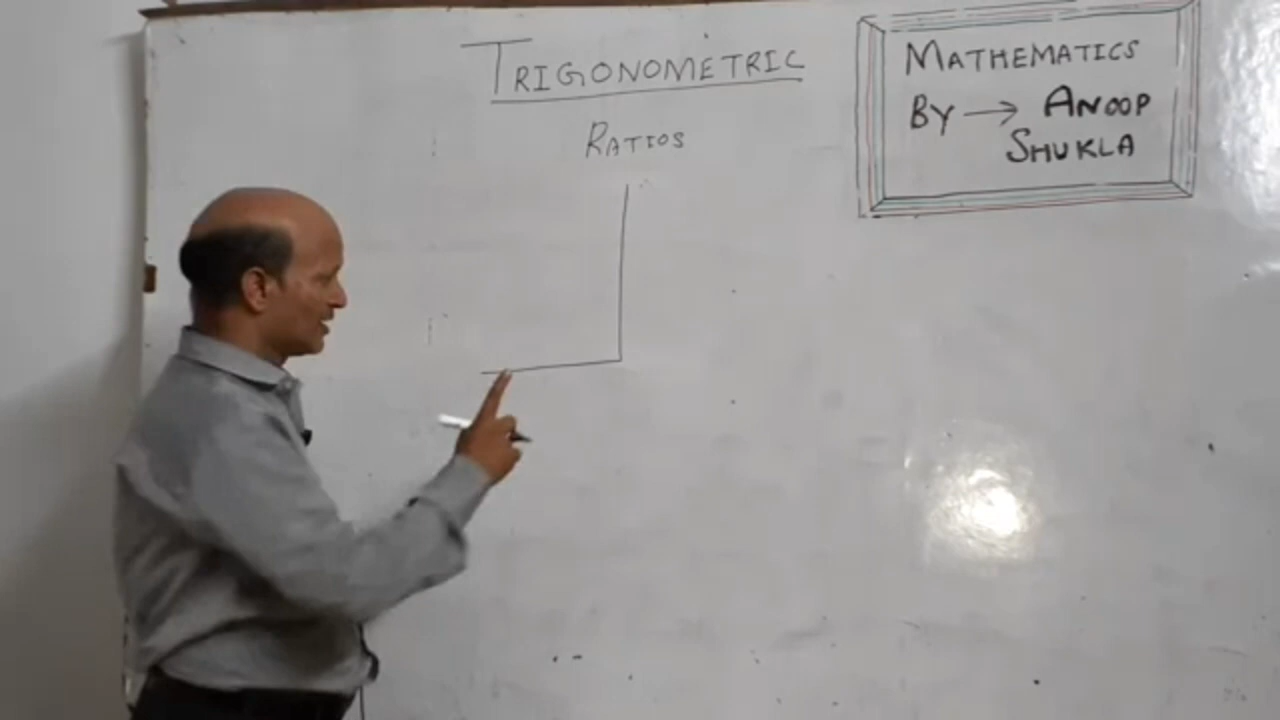 TRIGONOMETRIC
RATIOS
MATHEMATICS
BY → ANOOP
SHUKLA